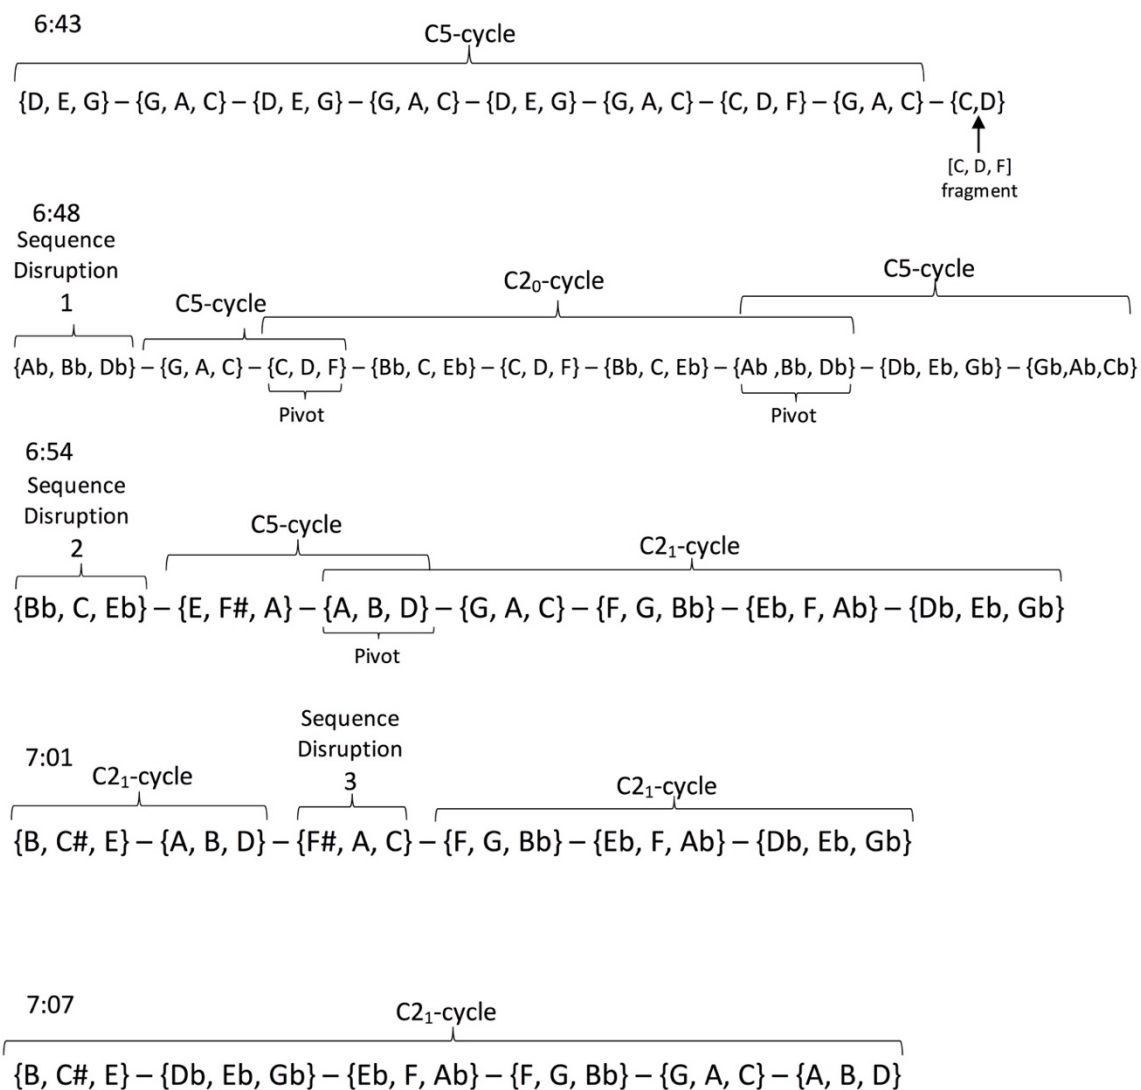 6:43
C5-cycle
{D, E, G} – {G, A, C} – {D, E, G} – {G, A, C} – {D, E, G} – {G, A, C} – {C, D, F} – {G, A, C} – {C,D}
[C, D, F]
fragment
6:48
Sequence
Disruption
1
C5-cycle
C2₀-cycle
C5-cycle
{Ab, Bb, Db} – {G, A, C} – {C, D, F} – {Bb, C, Eb} – {C, D, F} – {Bb, C, Eb} – {Ab ,Bb, Db} – {Db, Eb, Gb} – {Gb,Ab,Cb}
Pivot
Pivot
6:54
Sequence
Disruption
2
C5-cycle
C2₁-cycle
{Bb, C, Eb} – {E, F#, A} – {A, B, D} – {G, A, C} – {F, G, Bb} – {Eb, F, Ab} – {Db, Eb, Gb}
Pivot
7:01
C2₁-cycle
Sequence
Disruption
3
C2₁-cycle
{B, C#, E} – {A, B, D} – {F#, A, C} – {F, G, Bb} – {Eb, F, Ab} – {Db, Eb, Gb}
7:07
C2₁-cycle
{B, C#, E} – {Db, Eb, Gb} – {Eb, F, Ab} – {F, G, Bb} – {G, A, C} – {A, B, D}